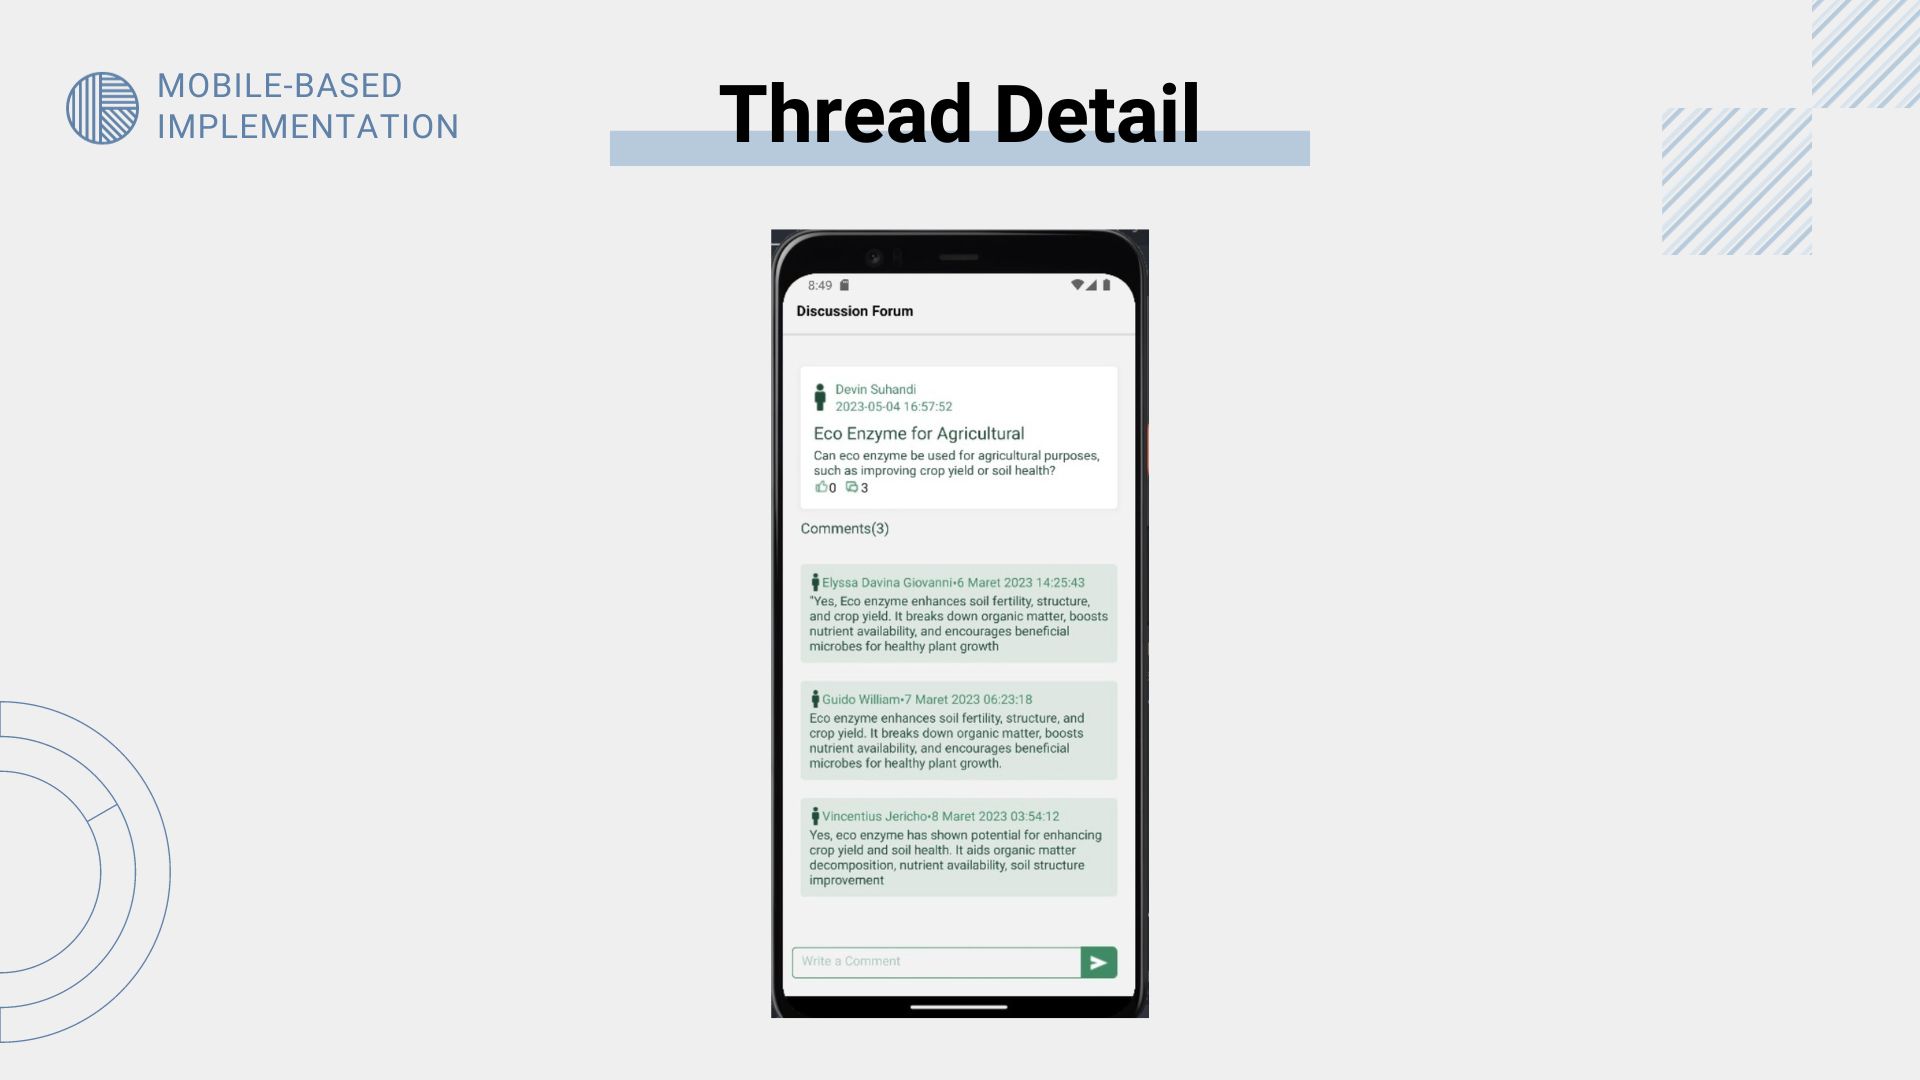 MOBILE-BASED
IMPLEMENTATION
Thread Detail
8:49
Discussion Forum
Devin Suhandi
2023-05-04 16:57:52
Eco Enzyme for Agricultural
Can eco enzyme be used for agricultural purposes,
such as improving crop yield or soil health?
0 3
Comments(3)
Elyssa Davina Giovanni•6 Maret 2023 14:25:43
"Yes, Eco enzyme enhances soil fertility, structure,
and crop yield. It breaks down organic matter, boosts
nutrient availability, and encourages beneficial
microbes for healthy plant growth
Guido William•7 Maret 2023 06:23:18
Eco enzyme enhances soil fertility, structure, and
crop yield. It breaks down organic matter, boosts
nutrient availability, and encourages beneficial
microbes for healthy plant growth.
Vincentius Jericho•8 Maret 2023 03:54:12
Yes, eco enzyme has shown potential for enhancing
crop yield and soil health. It aids organic matter
decomposition, nutrient availability, soil structure
improvement
Write a Comment